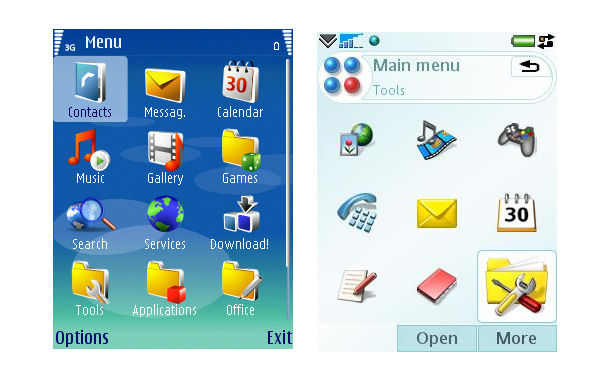 3G Menu
Contacts Messag. Calendar
Music Gallery Games
Search Services Download!
Tools Applications Office
Options Exit
Main menu
Tools
Open More
30
30